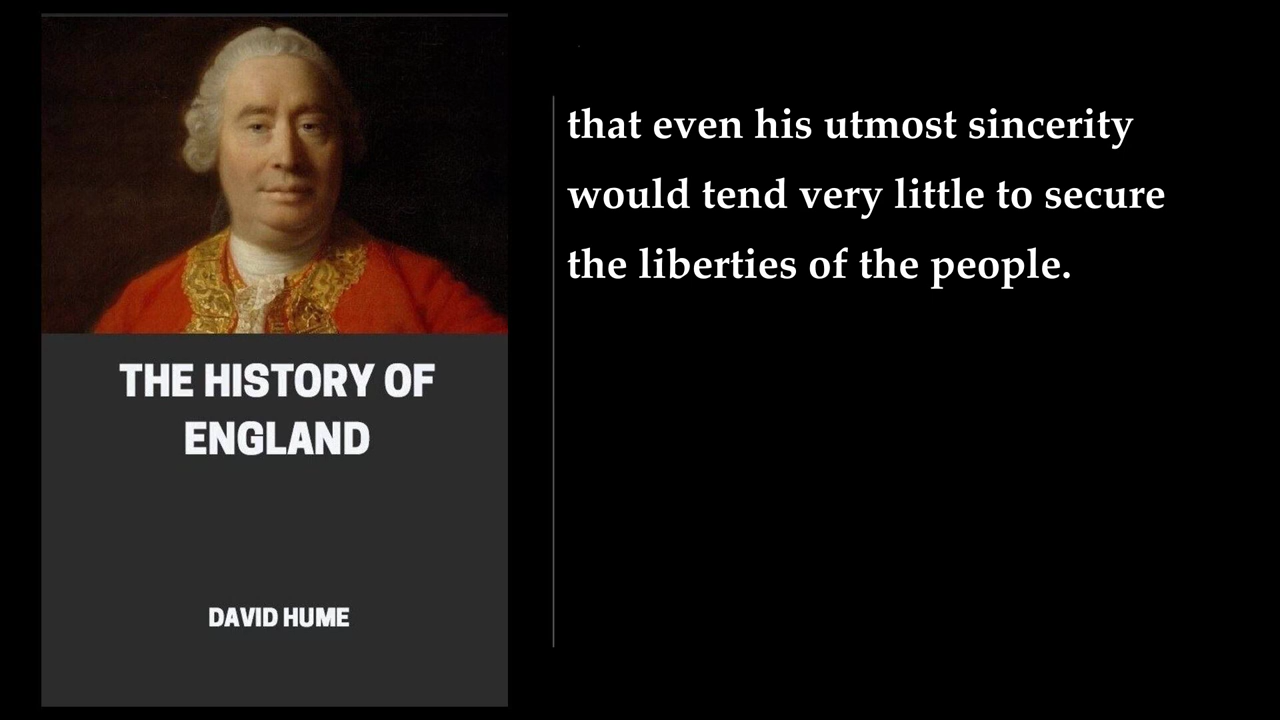 THE HISTORY OF
ENGLAND
DAVID HUME
that even his utmost sincerity
would tend very little to secure
the liberties of the people.